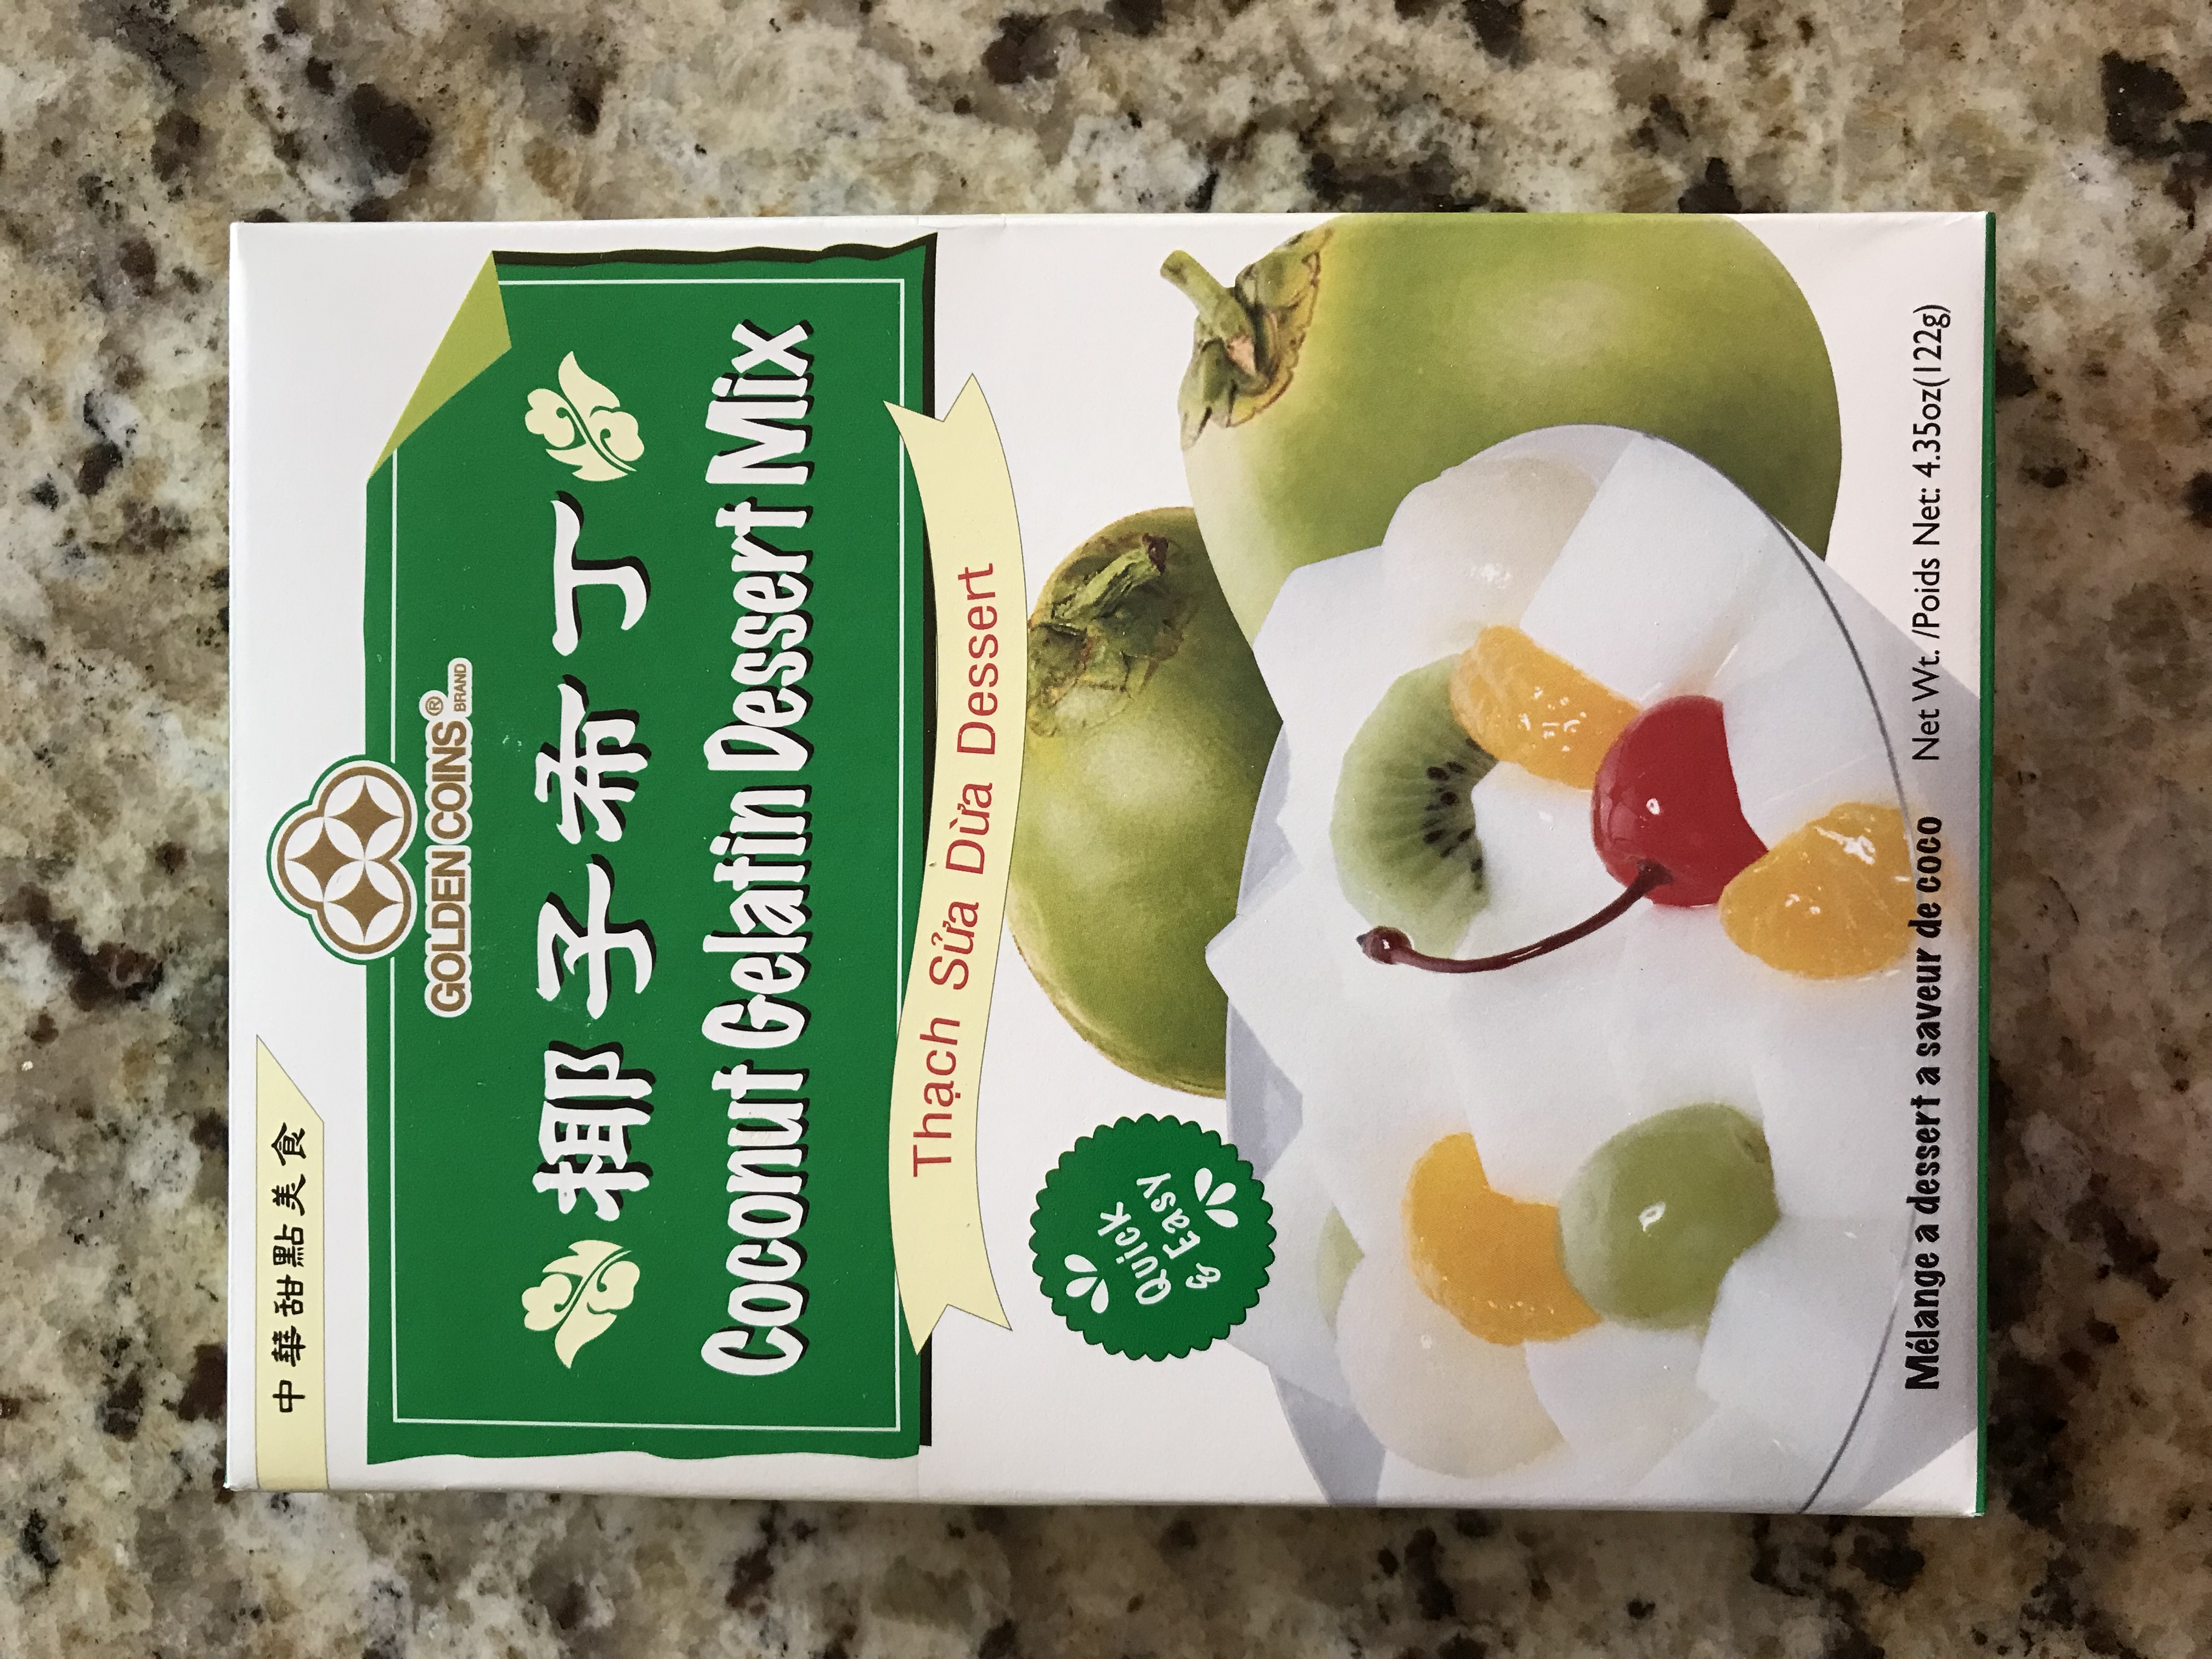 中華甜點美食
GOLDEN COINS® BRAND
椰子布丁
Coconut Gelatin Dessert Mix
Thạch Sửa Dừa Dessert
Quick
& Easy
Mélange a dessert a saveur de coco
Net Wt. /Poids Net: 4.35oz(122g)